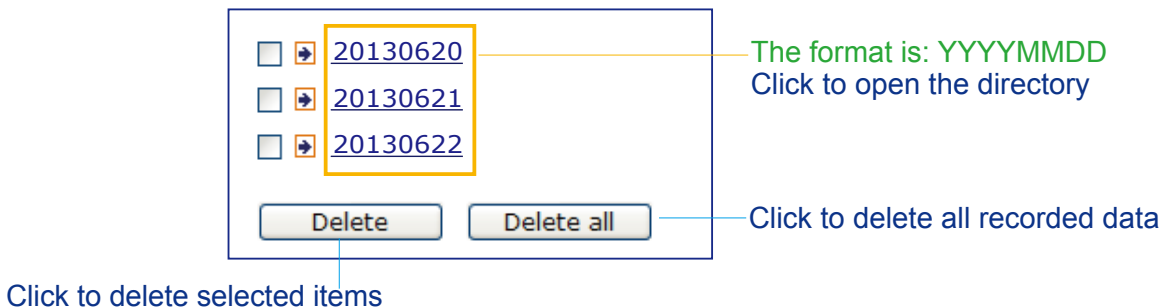 20130620
The format is: YYYYMMDD
Click to open the directory
20130621
20130622
Delete
Delete all
Click to delete all recorded data
Click to delete selected items